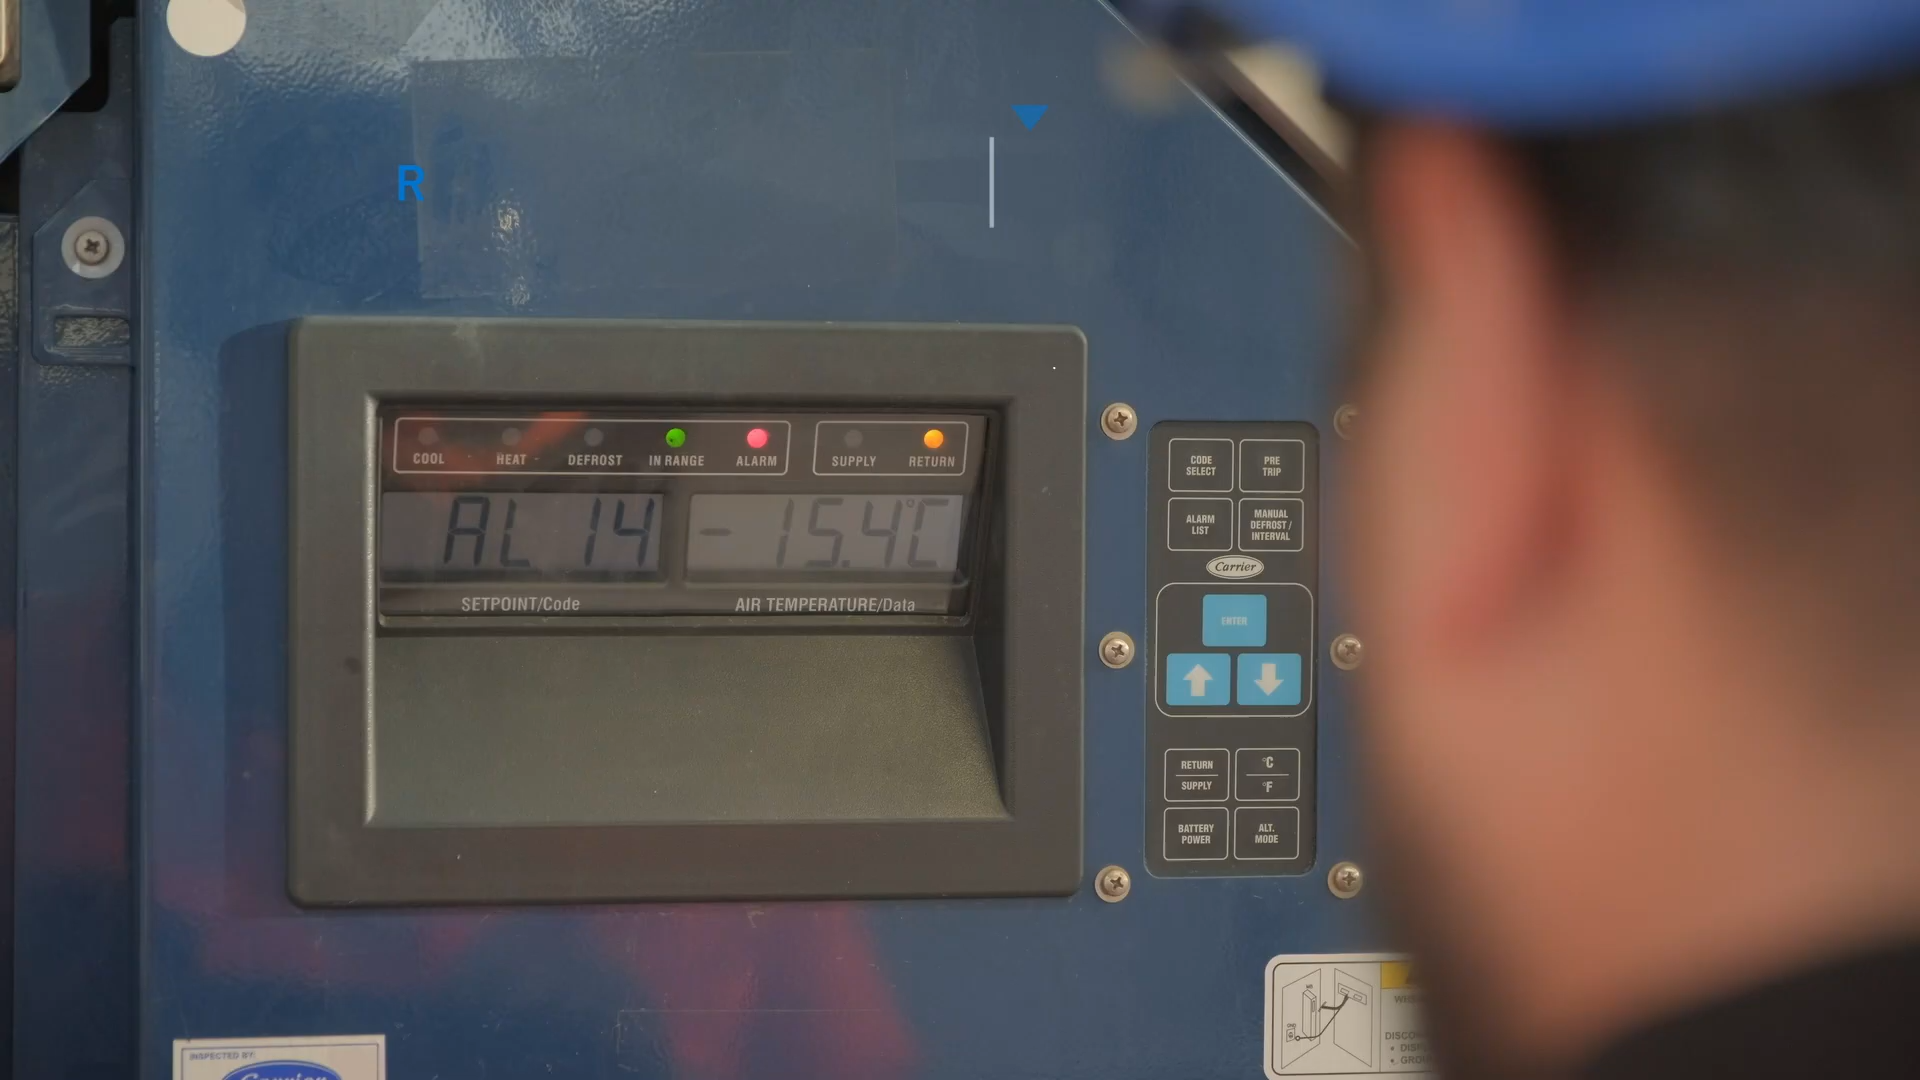 R
COOL HEAT DEFROST IN RANGE ALARM SUPPLY RETURN
AL 14 -15.4°C
SETPOINT/Code AIR TEMPERATURE/Data
CODE
SELECT
PRE
TRIP
ALARM
LIST
MANUAL
DEFROST /
INTERVAL
Carrier
ENTER
RETURN
SUPPLY
°C
°F
BATTERY
POWER
ALT.
MODE
INSPECTED BY:
Carrier